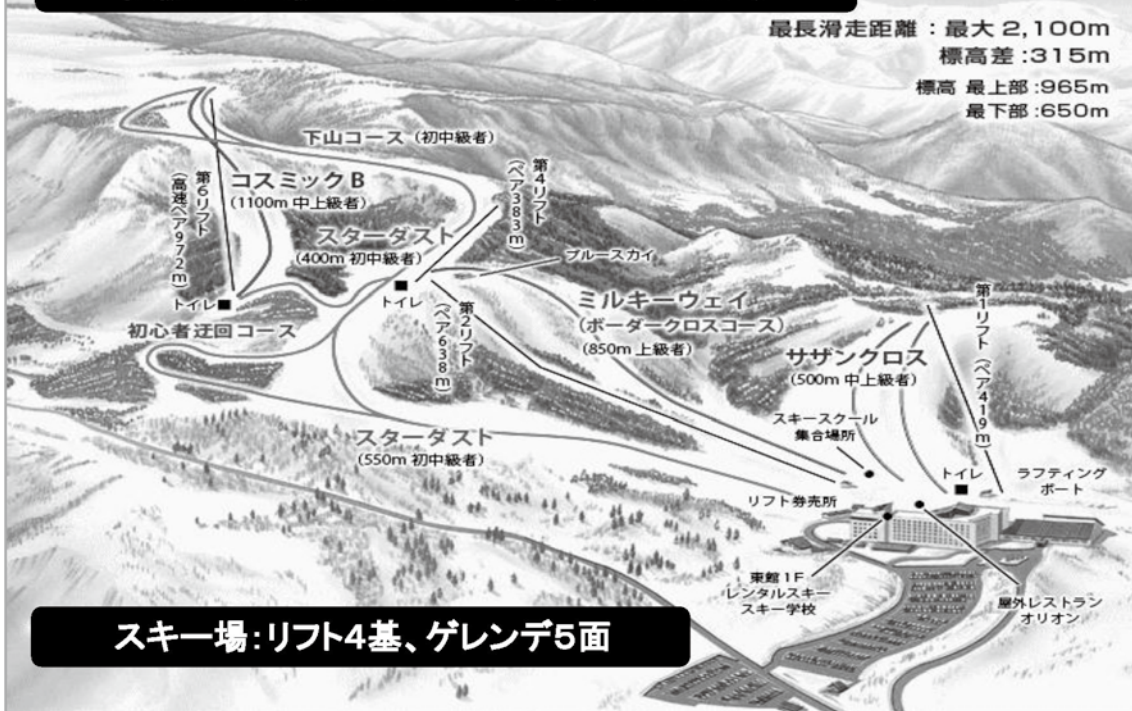 最長滑走距離：最大 2,100m
標高差：315m
標高 最上部：965m
最下部：650m
下山コース（初中級者）
第6リフト
（高速ペア972m）
コスミック B
（1100m 中上級者）
第4リフト
（ペア383m）
スターダスト
（400m 初中級者）
ブルースカイ
トイレ
トイレ
初心者迂回コース
第2リフト
（ペア638m）
ミルキーウェイ
（ボーダークロスコース）
（850m 上級者）
サザンクロス
（500m 中上級者）
第1リフト（ペア419m）
スキースクール
集合場所
スターダスト
（550m 初中級者）
トイレ
ラフティング
ボート
リフト券売所
東館 1F
レンタルスキー
スキー学校
屋外レストラン
オリオン
スキー場：リフト4基、ゲレンデ5面